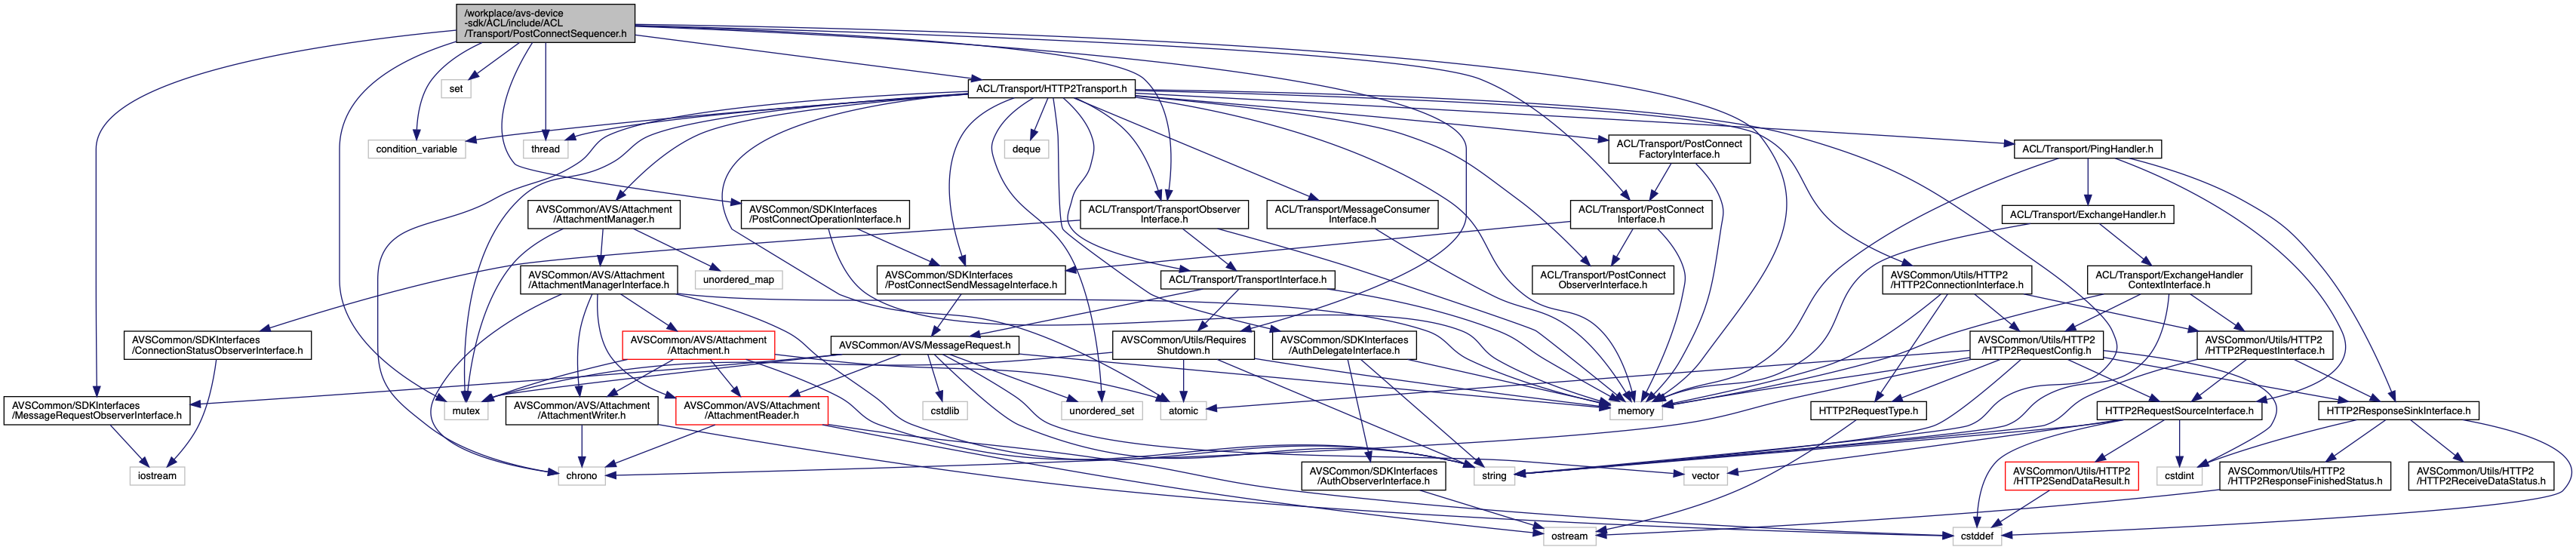 /workplace/avs-device
-sdk/ACL/include/ACL
/Transport/PostConnectSequencer.h
set
ACL/Transport/HTTP2Transport.h
condition_variable
thread
deque
ACL/Transport/PostConnect
FactoryInterface.h
ACL/Transport/PingHandler.h
AVSCommon/AVS/Attachment
/AttachmentManager.h
AVSCommon/SDKInterfaces
/PostConnectOperationInterface.h
ACL/Transport/TransportObserver
Interface.h
ACL/Transport/MessageConsumer
Interface.h
ACL/Transport/PostConnect
Interface.h
ACL/Transport/ExchangeHandler.h
AVSCommon/AVS/Attachment
/AttachmentManagerInterface.h
unordered_map
AVSCommon/SDKInterfaces
/PostConnectSendMessageInterface.h
ACL/Transport/TransportInterface.h
ACL/Transport/PostConnect
ObserverInterface.h
AVSCommon/Utils/HTTP2
/HTTP2ConnectionInterface.h
ACL/Transport/ExchangeHandler
ContextInterface.h
AVSCommon/SDKInterfaces
/ConnectionStatusObserverInterface.h
AVSCommon/AVS/Attachment
/Attachment.h
AVSCommon/AVS/MessageRequest.h
AVSCommon/Utils/Requires
Shutdown.h
AVSCommon/SDKInterfaces
/AuthDelegateInterface.h
AVSCommon/Utils/HTTP2
/HTTP2RequestConfig.h
AVSCommon/Utils/HTTP2
/HTTP2RequestInterface.h
AVSCommon/SDKInterfaces
/MessageRequestObserverInterface.h
mutex
AVSCommon/AVS/Attachment
/AttachmentWriter.h
AVSCommon/AVS/Attachment
/AttachmentReader.h
cstdlib
unordered_set
atomic
memory
HTTP2RequestType.h
HTTP2RequestSourceInterface.h
HTTP2ResponseSinkInterface.h
iostream
chrono
AVSCommon/SDKInterfaces
/AuthObserverInterface.h
string
vector
AVSCommon/Utils/HTTP2
/HTTP2SendDataResult.h
cstdint
AVSCommon/Utils/HTTP2
/HTTP2ResponseFinishedStatus.h
AVSCommon/Utils/HTTP2
/HTTP2ReceiveDataStatus.h
ostream
cstddef